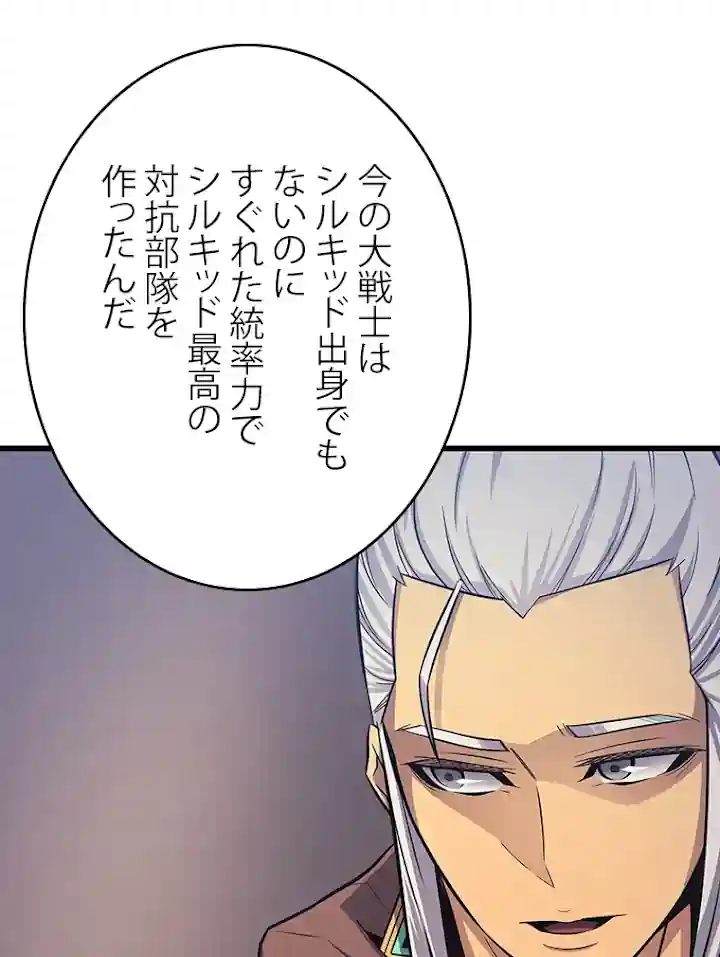 今の大戦士は
シルキッド出身でも
ないのに
すぐれた統率力で
シルキッド最高の
対抗部隊を
作ったんだ